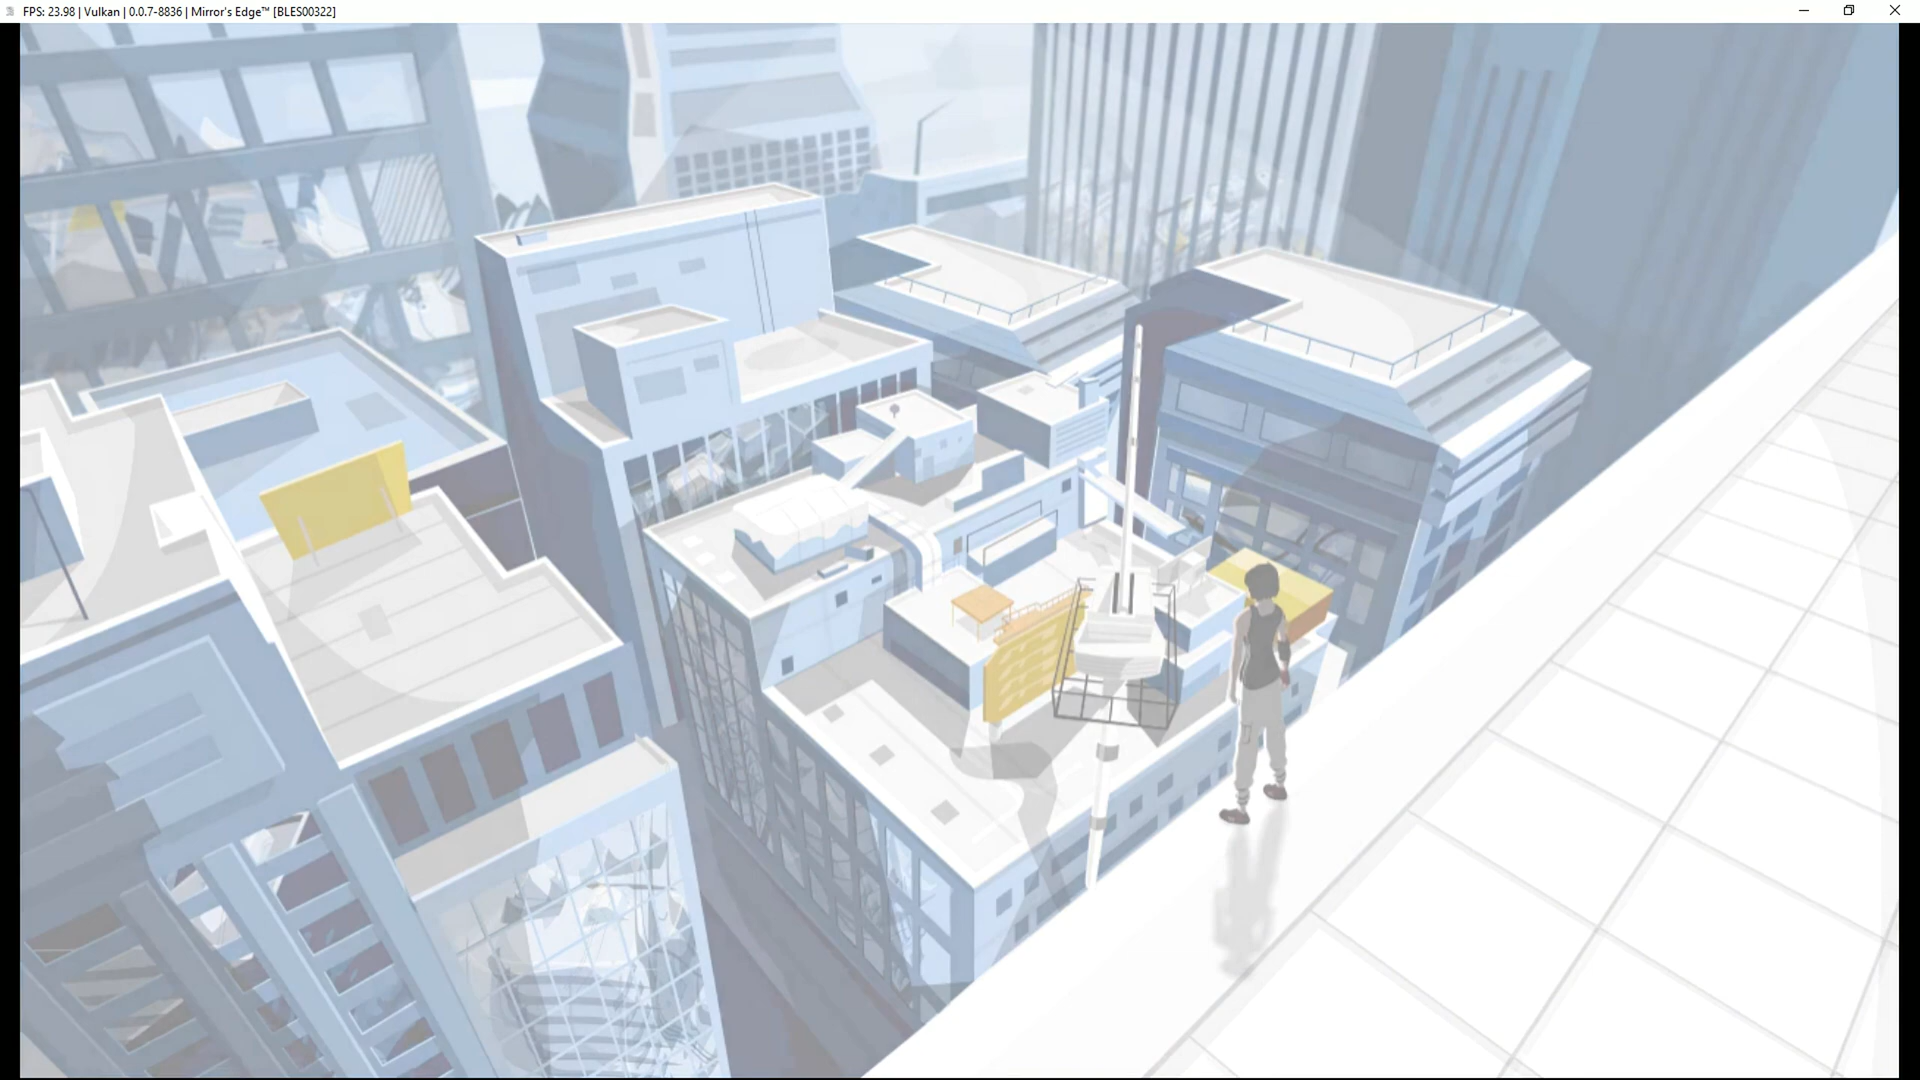 FPS: 23.98 | Vulkan | 0.0.7-8836 | Mirror's Edge™ [BLES00322]